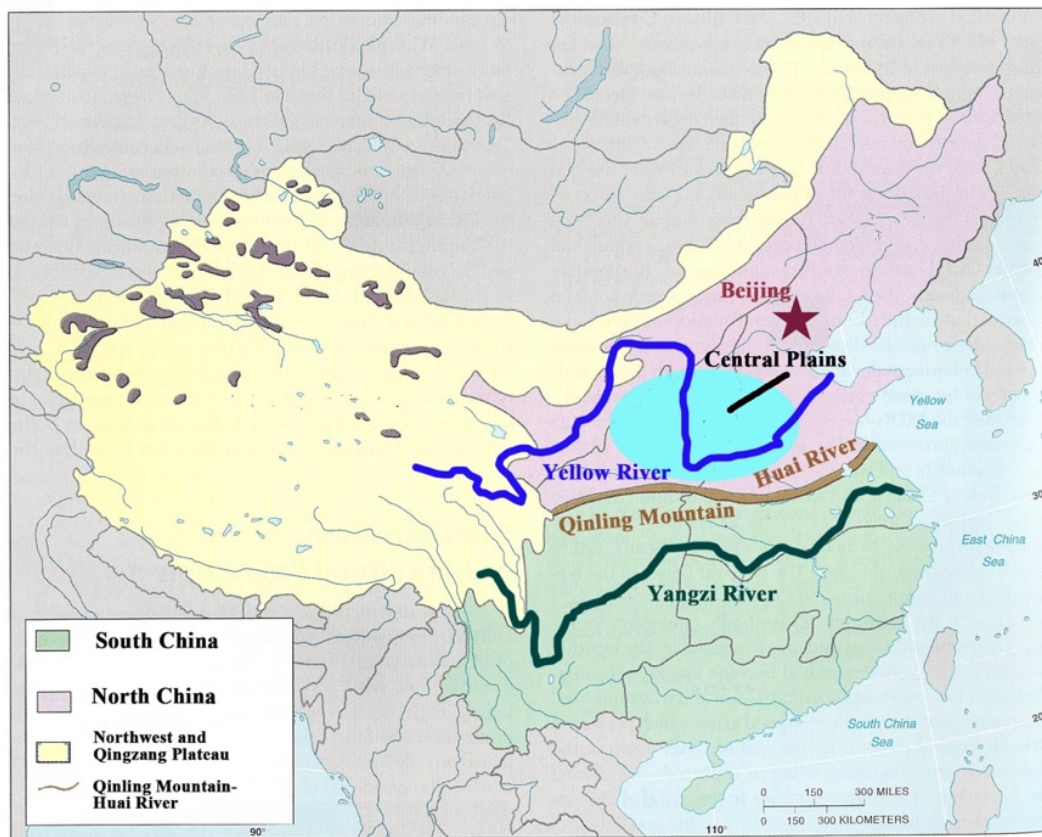 Beijing
Central Plains
Yellow River
Huai River
Qinling Mountain
Yangzi River
Yellow
Sea
East China
Sea
South China
Sea
South China
North China
Northwest and
Qingzang Plateau
Qinling Mountain-
Huai River
0 150 300 MILES
0 150 300 KILOMETERS
90°
110°